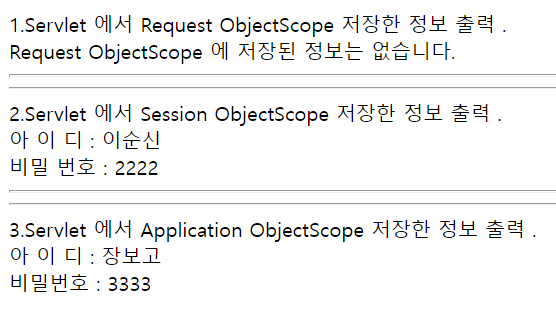 1.Servlet 에서 Request ObjectScope 저장한 정보 출력 .
Request ObjectScope 에 저장된 정보는 없습니다.
2.Servlet 에서 Session ObjectScope 저장한 정보 출력 .
아 이 디 : 이순신
비밀 번호 : 2222
3.Servlet 에서 Application ObjectScope 저장한 정보 출력 .
아 이 디 : 장보고
비밀번호 : 3333